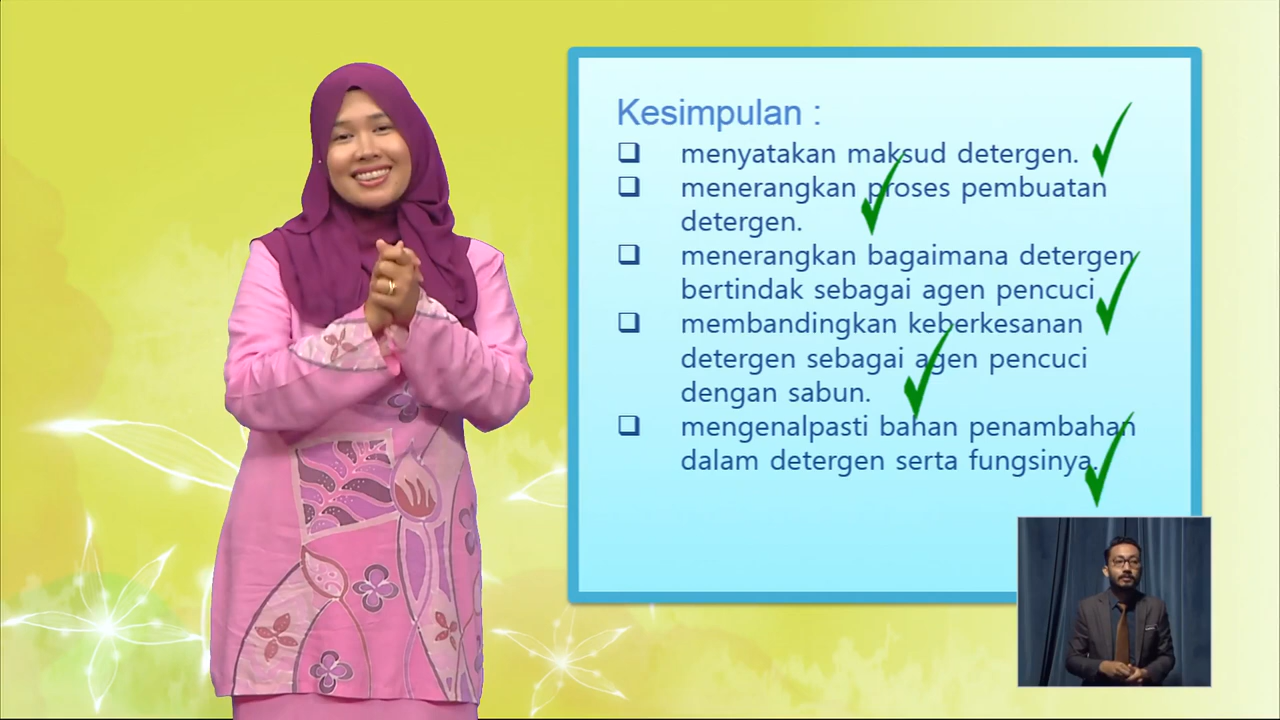 Kesimpulan :
❑ menyatakan maksud detergen.
❑ menerangkan proses pembuatan
detergen.
❑ menerangkan bagaimana detergen
bertindak sebagai agen pencuci
❑ membandingkan keberkesanan
detergen sebagai agen pencuci
dengan sabun.
❑ mengenalpasti bahan penambahan
dalam detergen serta fungsinya.